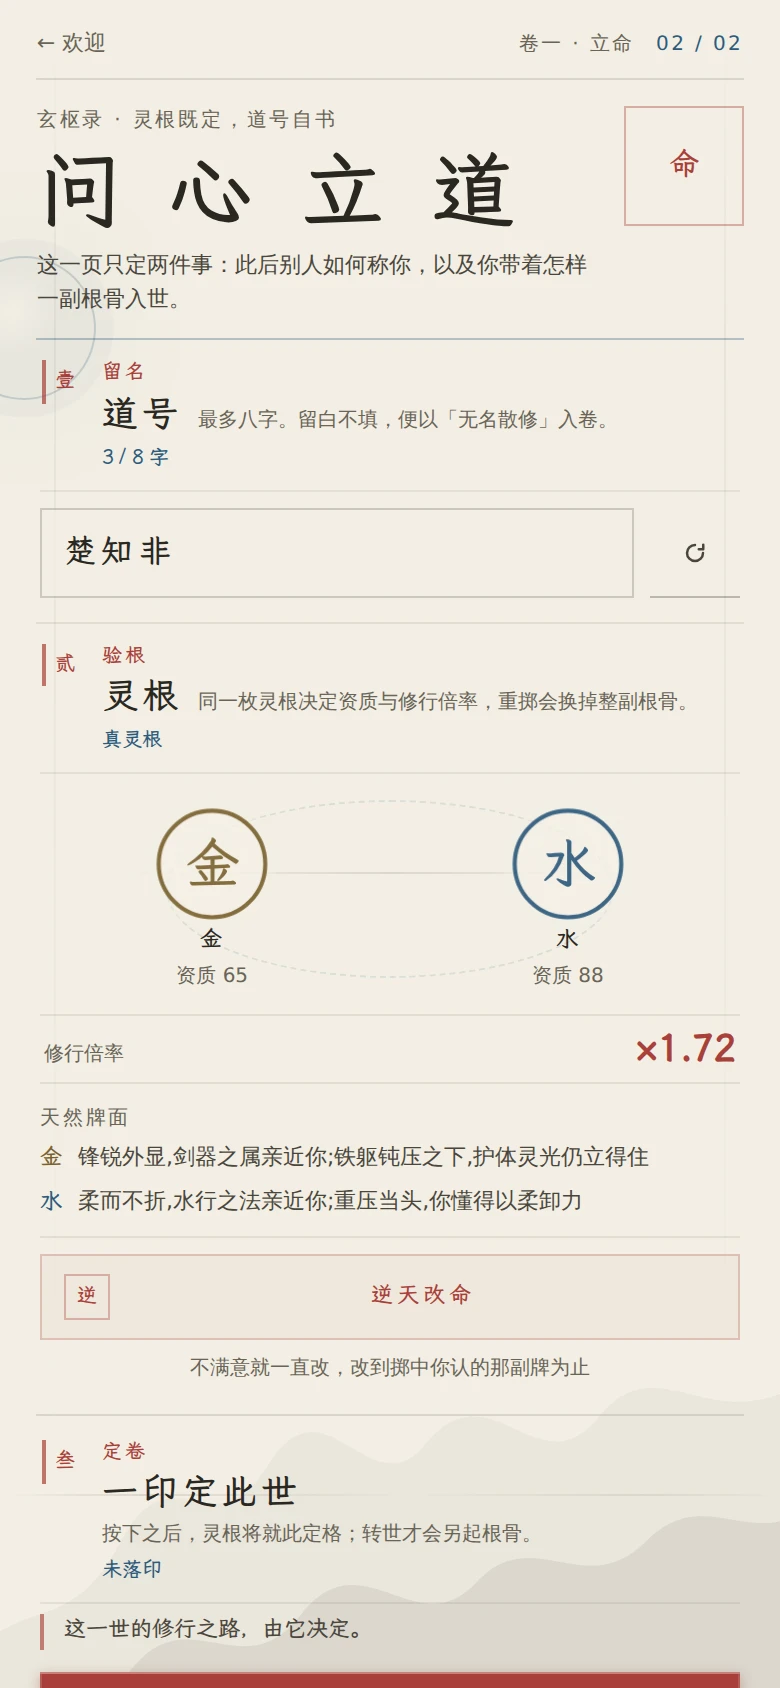 ← 欢迎
卷一 · 立命 02 / 02
玄枢录 · 灵根既定，道号自书
问心立道
命
这一页只定两件事：此后别人如何称你，以及你带着怎样
一副根骨入世。
壹 留名
道号 最多八字。留白不填，便以「无名散修」入卷。
3 / 8 字
楚知非
贰 验根
灵根 同一枚灵根决定资质与修行倍率，重掷会换掉整副根骨。
真灵根
金 水
金 水
资质 65 资质 88
修行倍率 ×1.72
天然牌面
金 锋锐外显,剑器之属亲近你;铁躯钝压之下,护体灵光仍立得住
水 柔而不折,水行之法亲近你;重压当头,你懂得以柔卸力
逆 逆天改命
不满意就一直改，改到掷中你认的那副牌为止
叁 定卷
一印定此世
按下之后，灵根将就此定格；转世才会另起根骨。
未落印
这一世的修行之路，由它决定。